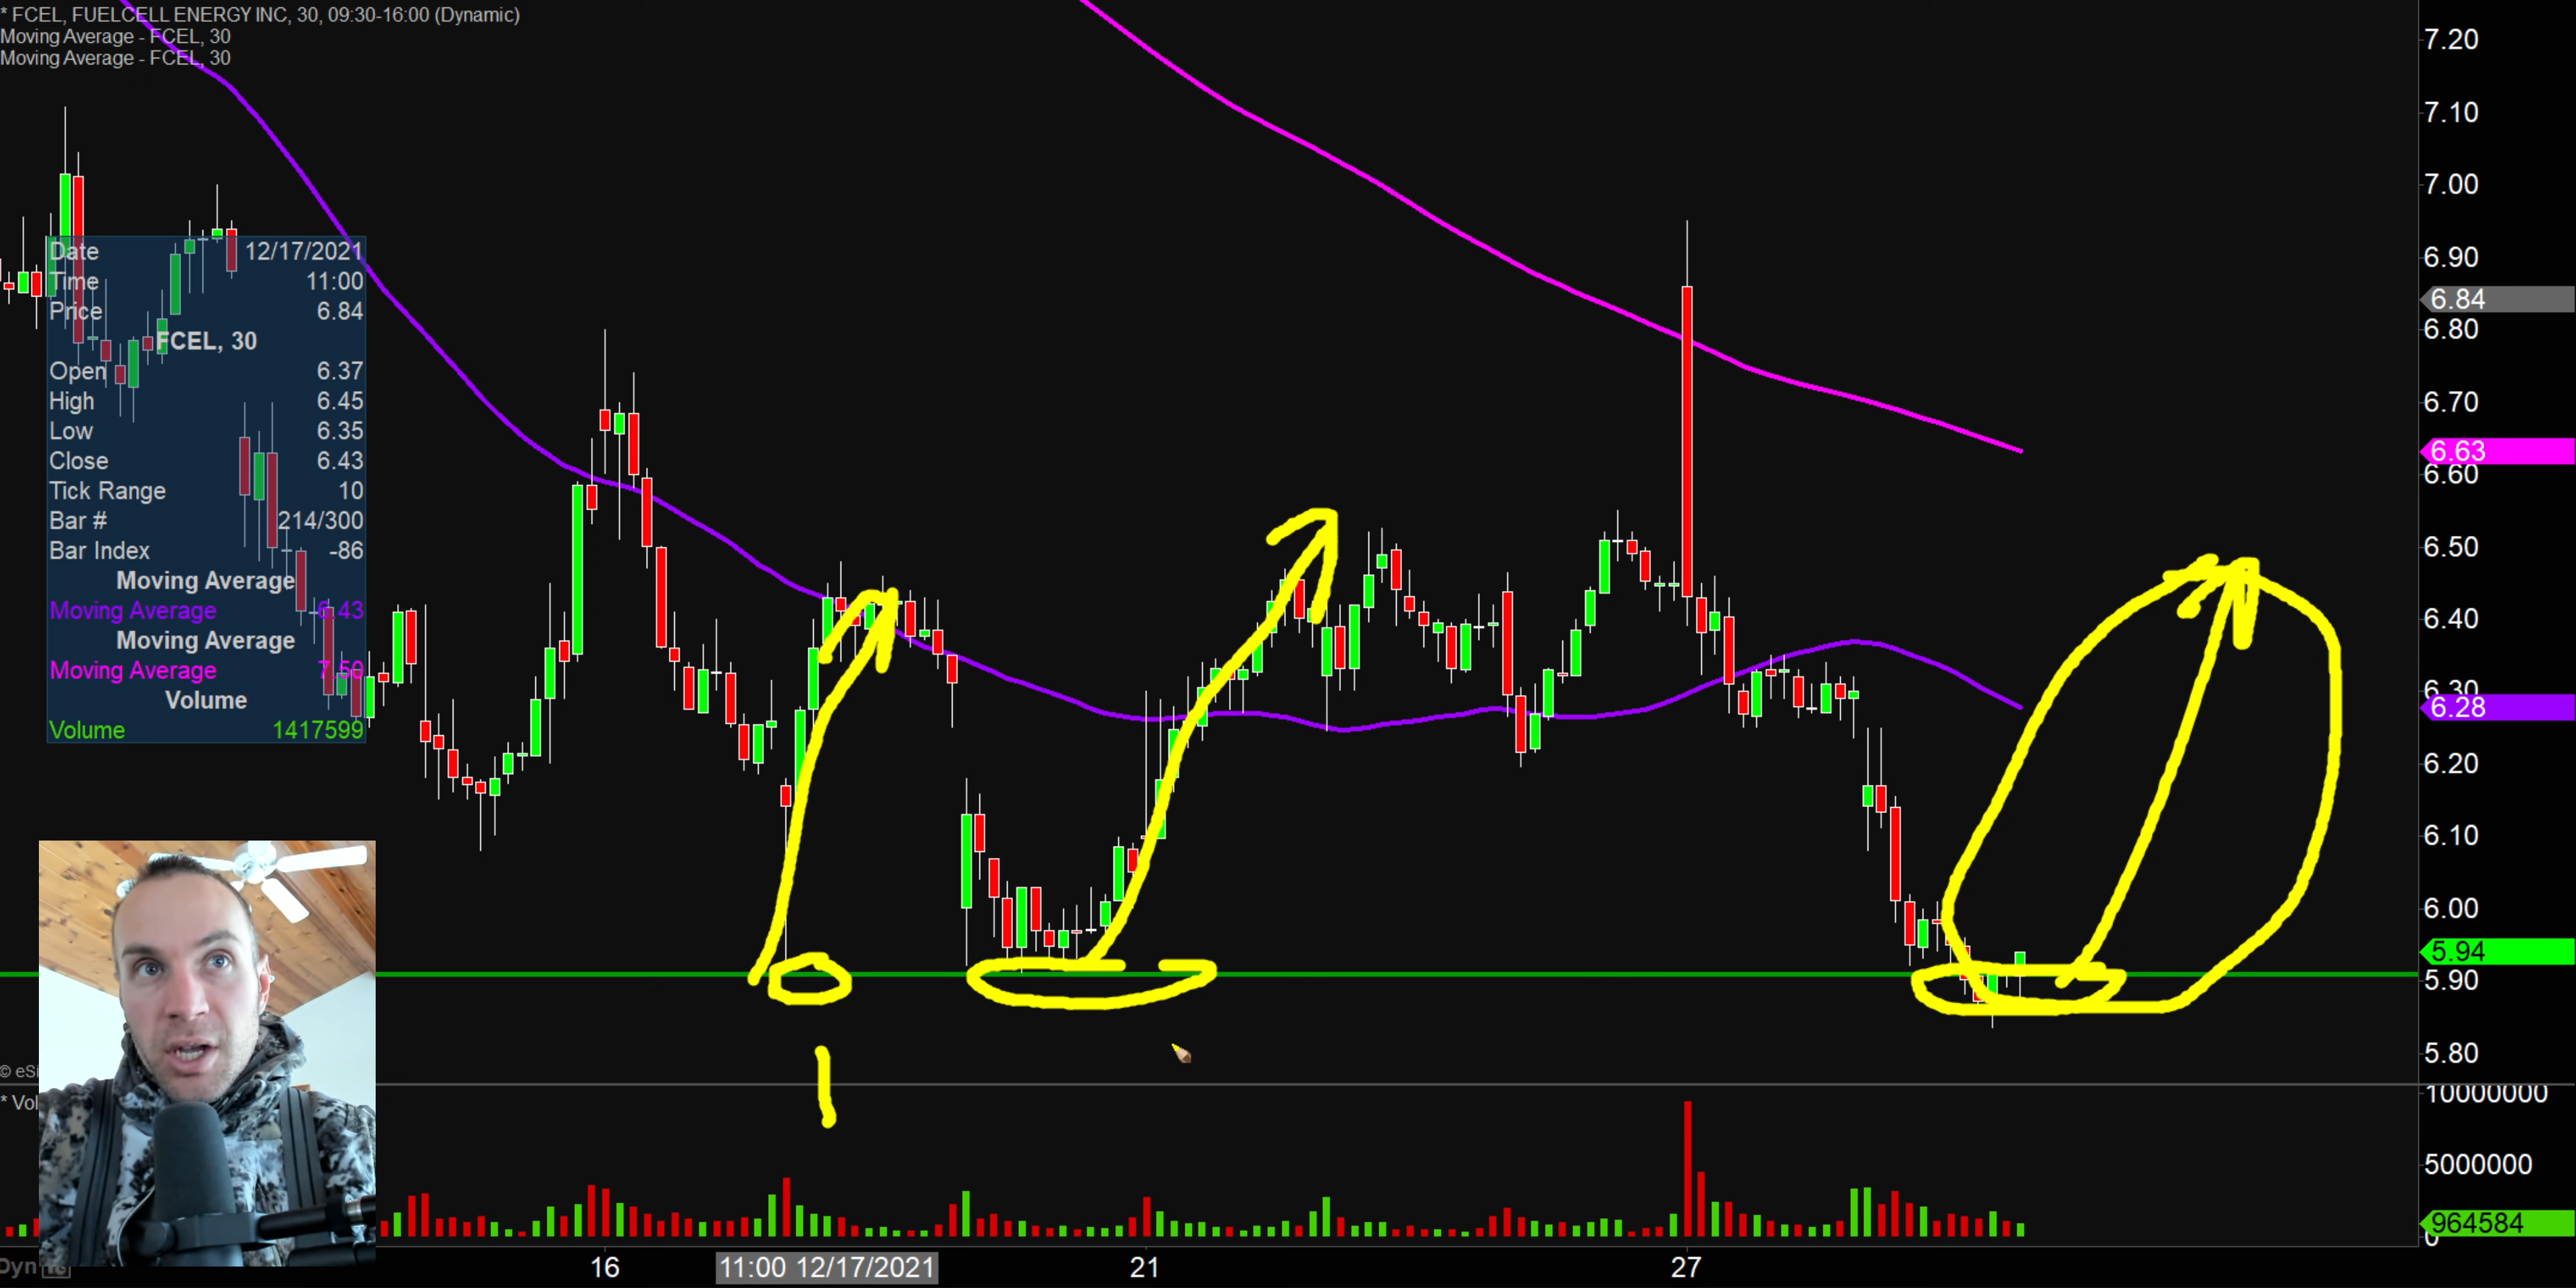 * FCEL, FUELCELL ENERGY INC, 30, 09:30-16:00 (Dynamic)
Moving Average - FCEL, 30
Moving Average - FCEL, 30
Date 12/17/2021
Time 11:00
Price 6.84
FCEL, 30
Open 6.37
High 6.45
Low 6.35
Close 6.43
Tick Range 10
Bar # 214/300
Bar Index -86
Moving Average
Moving Average 6.43
Moving Average
Moving Average 7.50
Volume
Volume 1417599
7.20
7.10
7.00
6.90
6.84
6.80
6.70
6.63
6.60
6.50
6.40
6.30
6.28
6.20
6.10
6.00
5.94
5.90
5.80
© eSi
* Vol
1
10000000
5000000
964584
0
Dyn
16
11:00 12/17/2021
21
27